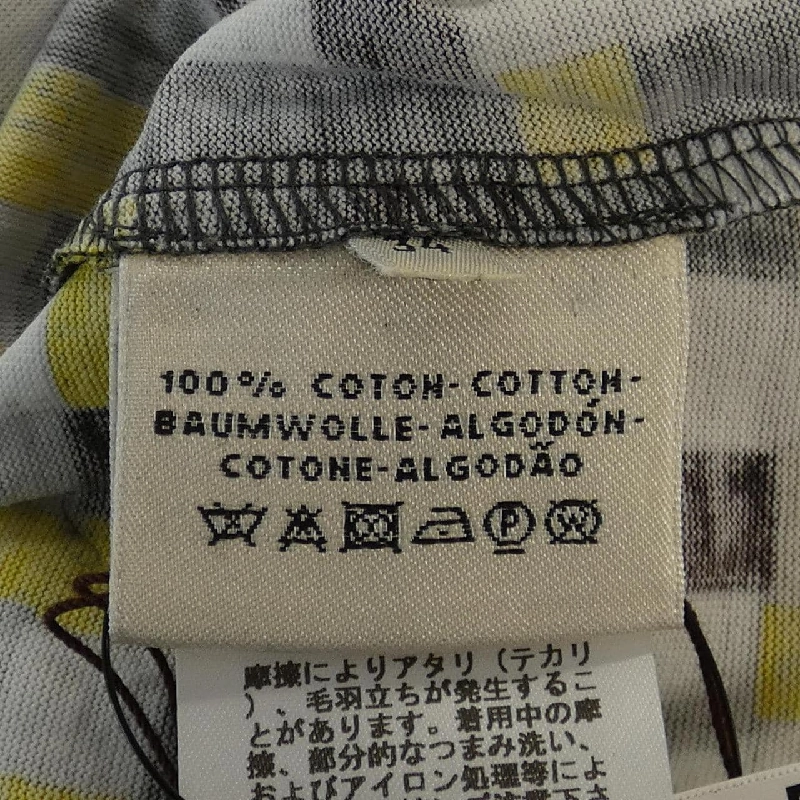 14
100% COTON-COTTON-
BAUMWOLLE-ALGODÓN-
COTONE-ALGODÃO
P W
摩擦によりアタリ（テカリ
）、毛羽立ちが発生するこ
とがあります。着用中の摩
擦、部分的なつまみ洗い、
およびアイロン処理等によ